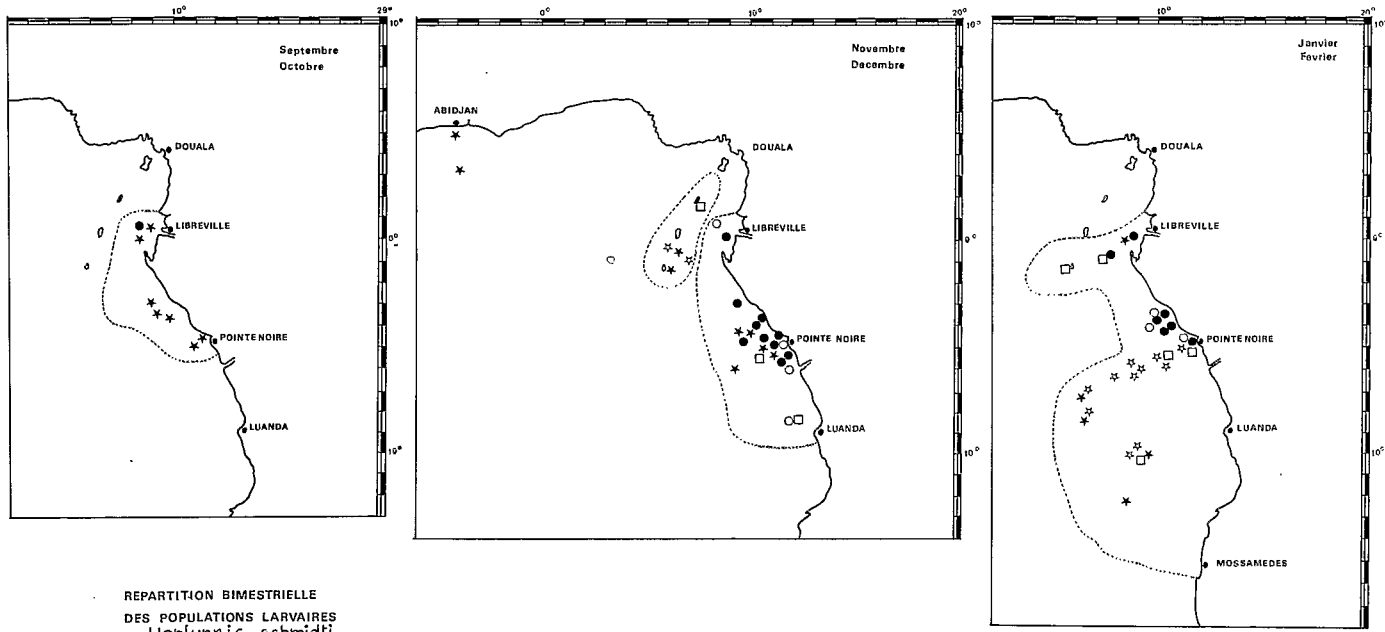 10°
29°
Septembre
Octobre
DOUALA
LIBREVILLE
0°
POINTE NOIRE
LUANDA
10°
0°
10°
20°
10°
Novembre
Decembre
ABIDJAN
DOUALA
LIBREVILLE
0°
POINTE NOIRE
LUANDA
10°
10°
20°
Janvier
Fevrier
DOUALA
LIBREVILLE
0°
POINTE NOIRE
LUANDA
MOSSAMEDES
REPARTITION BIMESTRIELLE
DES POPULATIONS LARVAIRES
schmidti